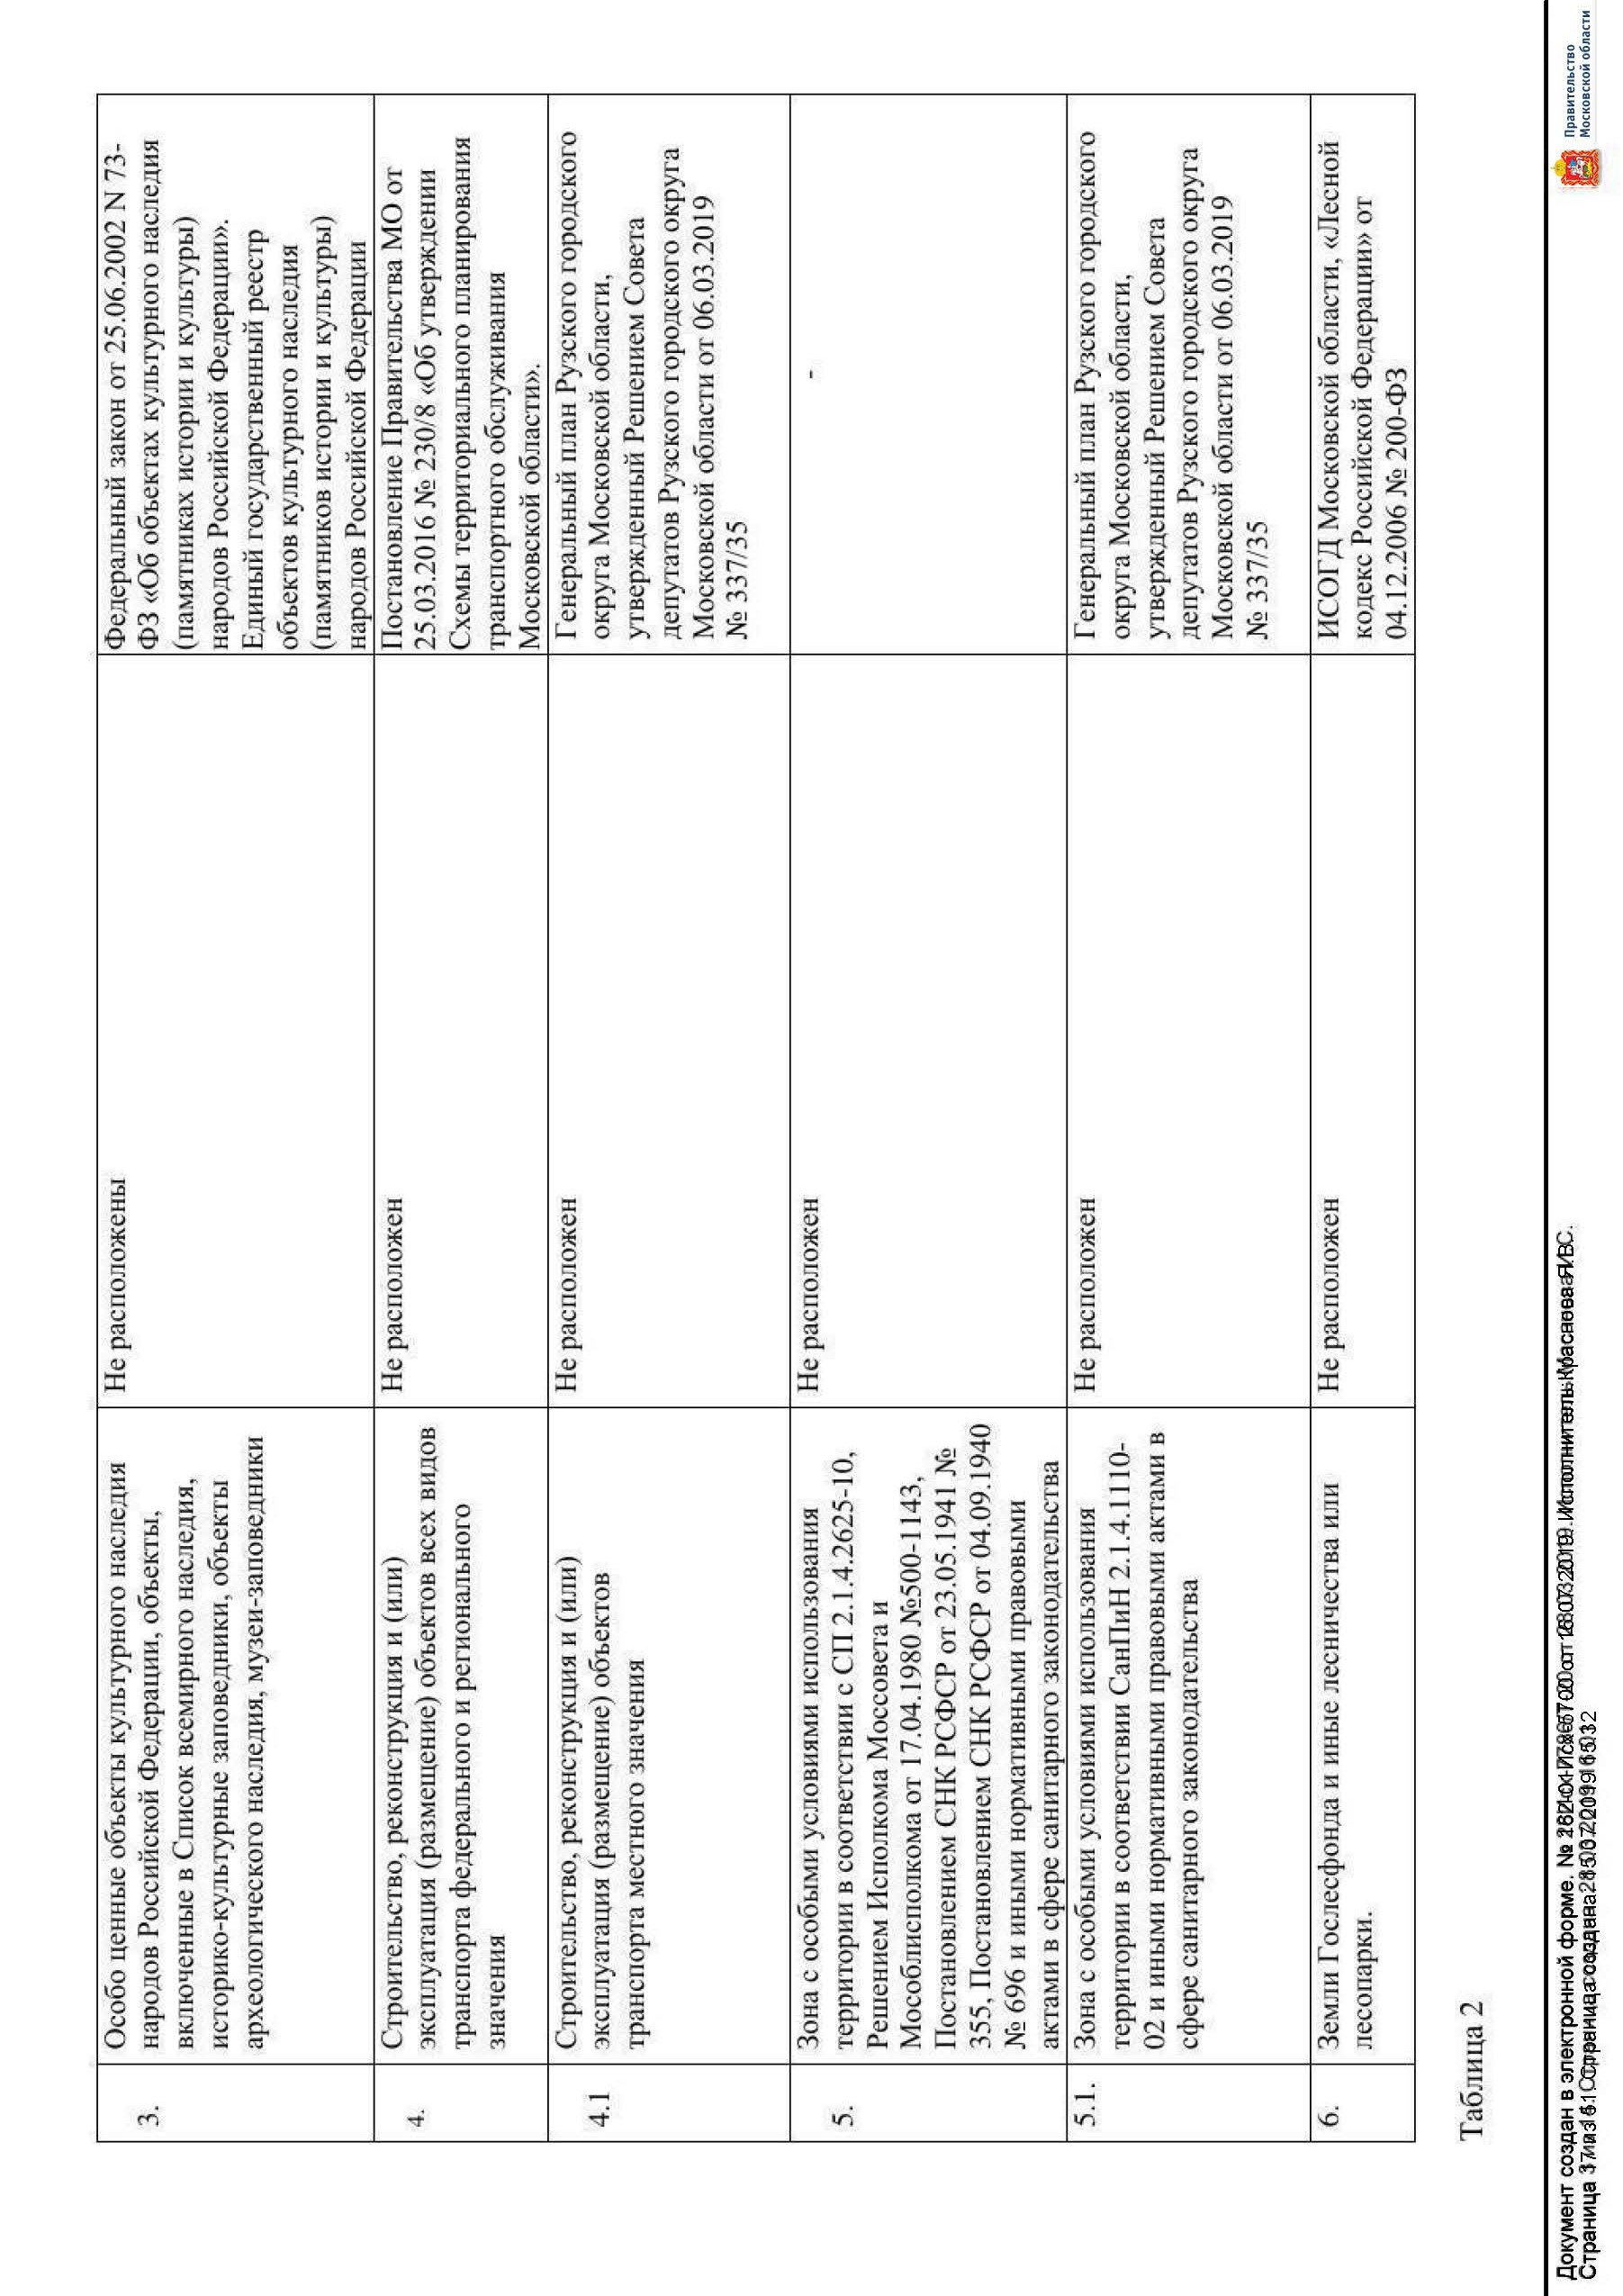 3.
Особо ценные объекты культурного наследия
народов Российской Федерации, объекты,
включенные в Список всемирного наследия,
историко-культурные заповедники, объекты
археологического наследия, музеи-заповедники
Не расположены
Федеральный закон от 25.06.2002 N 73-
ФЗ «Об объектах культурного наследия
(памятниках истории и культуры)
народов Российской Федерации».
Единый государственный реестр
объектов культурного наследия
(памятников истории и культуры)
народов Российской Федерации
4.
Строительство, реконструкция и (или)
эксплуатация (размещение) объектов всех видов
транспорта федерального и регионального
значения
Не расположен
Постановление Правительства МО от
25.03.2016 № 230/8 «Об утверждении
Схемы территориального планирования
транспортного обслуживания
Московской области».
4.1
Строительство, реконструкция и (или)
эксплуатация (размещение) объектов
транспорта местного значения
Не расположен
Генеральный план Рузского городского
округа Московской области,
утвержденный Решением Совета
депутатов Рузского городского округа
Московской области от 06.03.2019
№ 337/35
5.
Зона с особыми условиями использования
территории в соответствии с СП 2.1.4.2625-10,
Решением Исполкома Моссовета и
Мособлисполкома от 17.04.1980 №500-1143,
Постановлением СНК РСФСР от 23.05.1941 №
355, Постановлением СНК РСФСР от 04.09.1940
№ 696 и иными нормативными правовыми
актами в сфере санитарного законодательства
Не расположен
-
5.1.
Зона с особыми условиями использования
территории в соответствии СанПиН 2.1.4.1110-
02 и иными нормативными правовыми актами в
сфере санитарного законодательства
Не расположен
Генеральный план Рузского городского
округа Московской области,
утвержденный Решением Совета
депутатов Рузского городского округа
Московской области от 06.03.2019
№ 337/35
6.
Земли Гослесфонда и иные лесничества или
лесопарки.
Не расположен
ИСОГД Московской области, «Лесной
кодекс Российской Федерации» от
04.12.2006 № 200-ФЗ
Таблица 2
Документ создан в электронной форме. №
Страница
Правительство
Московской области